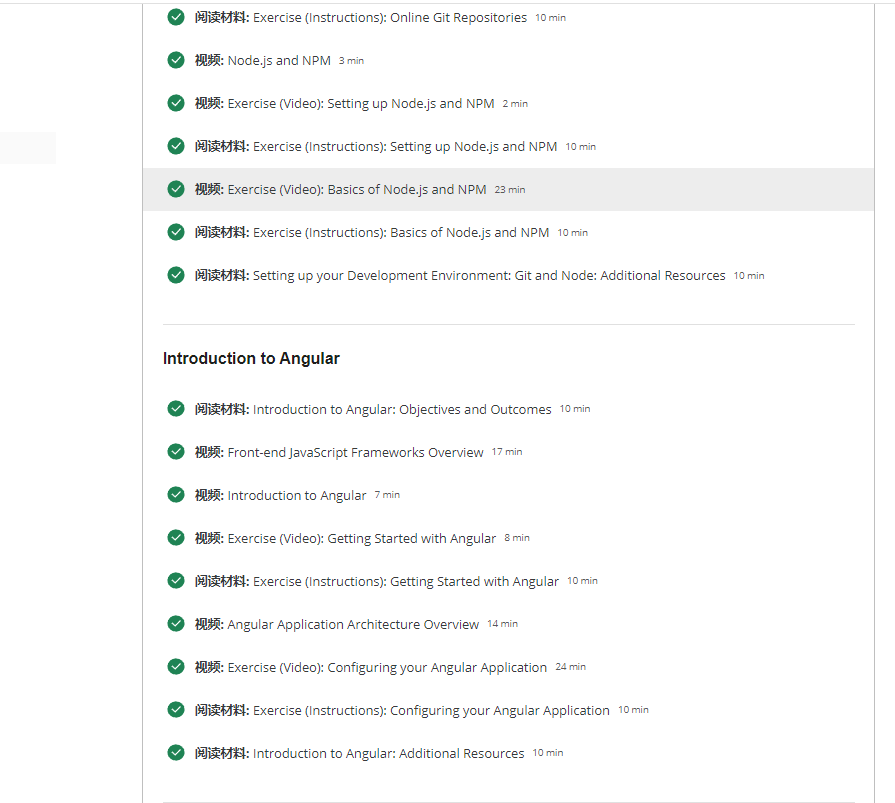 阅读材料: Exercise (Instructions): Online Git Repositories 10 min
视频: Node.js and NPM 3 min
视频: Exercise (Video): Setting up Node.js and NPM 2 min
阅读材料: Exercise (Instructions): Setting up Node.js and NPM 10 min
视频: Exercise (Video): Basics of Node.js and NPM 23 min
阅读材料: Exercise (Instructions): Basics of Node.js and NPM 10 min
阅读材料: Setting up your Development Environment: Git and Node: Additional Resources 10 min
Introduction to Angular
阅读材料: Introduction to Angular: Objectives and Outcomes 10 min
视频: Front-end JavaScript Frameworks Overview 17 min
视频: Introduction to Angular 7 min
视频: Exercise (Video): Getting Started with Angular 8 min
阅读材料: Exercise (Instructions): Getting Started with Angular 10 min
视频: Angular Application Architecture Overview 14 min
视频: Exercise (Video): Configuring your Angular Application 24 min
阅读材料: Exercise (Instructions): Configuring your Angular Application 10 min
阅读材料: Introduction to Angular: Additional Resources 10 min